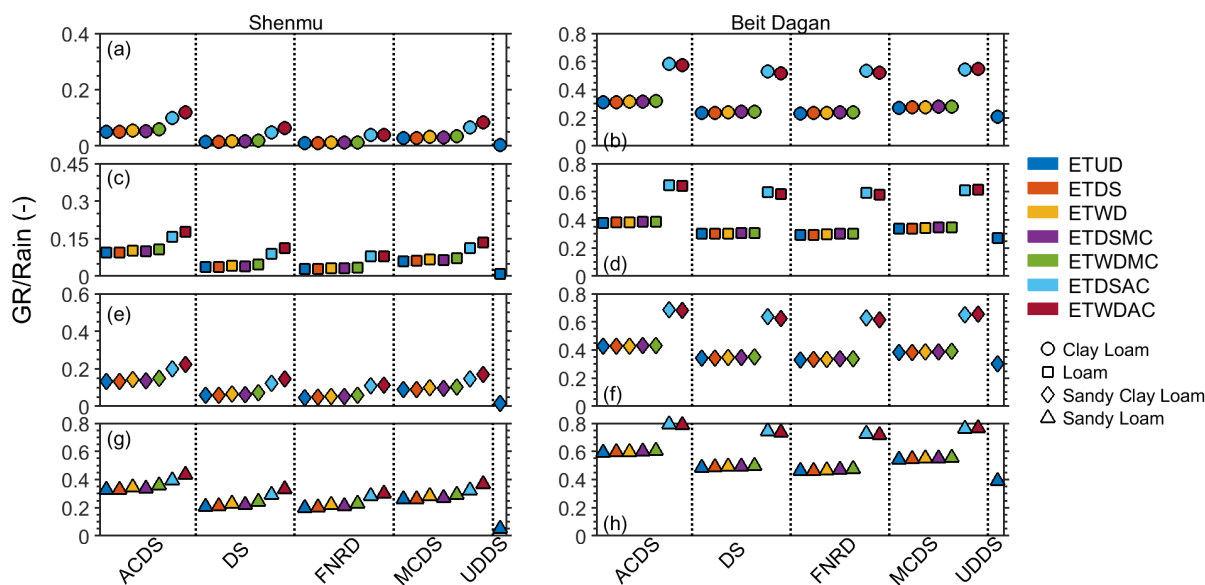 Shenmu
Beit Dagan
GR/Rain (-)
(a)
0.4
0.2
0
(b)
0.8
0.6
0.4
0.2
0
(c)
0.45
0.3
0.15
0
(d)
0.8
0.6
0.4
0.2
0
(e)
0.6
0.4
0.2
0
(f)
0.8
0.6
0.4
0.2
0
(g)
0.8
0.6
0.4
0.2
0
(h)
0.8
0.6
0.4
0.2
0
ACDS
DS
FNRD
MCDS
UDDS
ACDS
DS
FNRD
MCDS
UDDS
ETUD
ETDS
ETWD
ETDSMC
ETWDMC
ETDSAC
ETWDAC
Clay Loam
Loam
Sandy Clay Loam
Sandy Loam